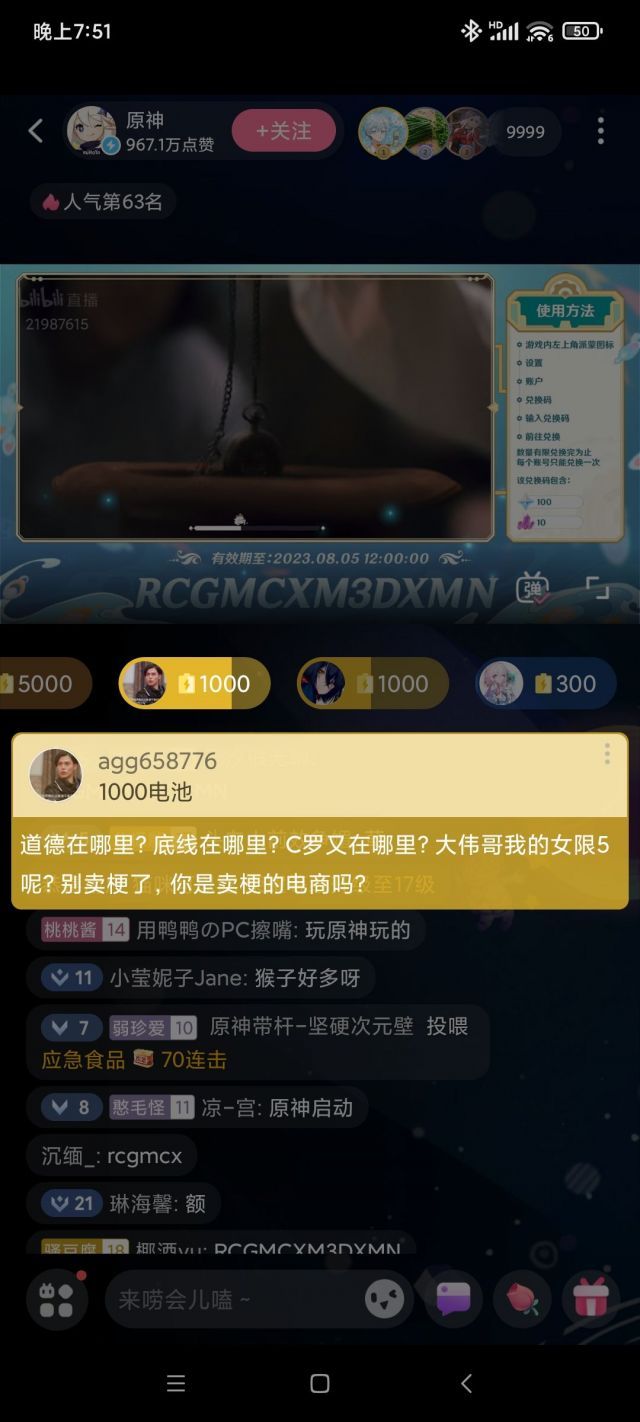 晚上7:51
HD
6
50
原神
967.1万点赞
+关注
9999
人气第63名
bilibili 直播
21987615
使用方法
游戏内左上角派蒙图标
设置
账户
兑换码
输入兑换码
前往兑换
数量有限兑换完为止
每个账号只能兑换一次
该兑换码包含:
100
10
有效期至:2023.08.05 12:00:00
RCGMCXM3DXMN
弹
5000
1000
1000
300
agg658776
1000电池
道德在哪里?底线在哪里?C罗又在哪里?大伟哥我的女限5
呢?别卖梗了,你是卖梗的电商吗?
级至17级
桃桃酱 14 用鸭鸭の PC擦嘴: 玩原神玩的
11 小莹妮子Jane: 猴子好多呀
7 弱珍爱 10 原神带杆-坚硬次元壁 投喂
应急食品 70连击
8 憨毛怪 11 凉-宫: 原神启动
沉缅_: rcgmcx
21 琳海馨: 额
骚豆腐 18 椰酒yu: RCGMCXM3DXMN
来唠会儿嗑 ~